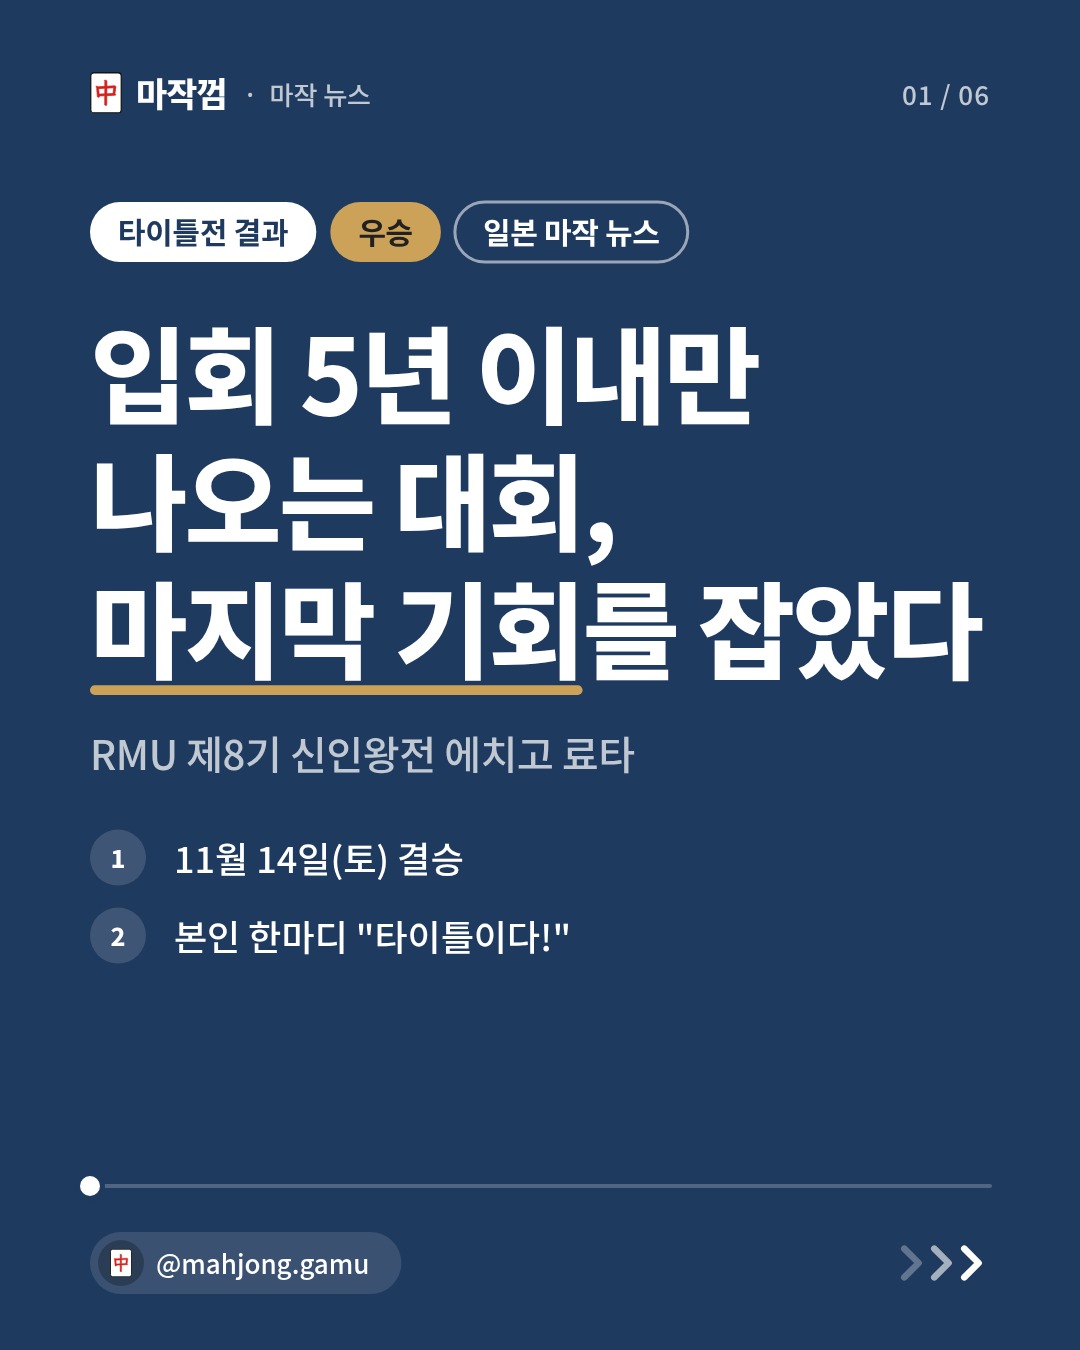 中 마작껌 · 마작 뉴스 01 / 06
타이틀전 결과 우승 일본 마작 뉴스
입회 5년 이내만
나오는 대회,
마지막 기회를 잡았다
RMU 제8기 신인왕전 에치고 료타
1 11월 14일(토) 결승
2 본인 한마디 "타이틀이다!"
中 @mahjong.gamu